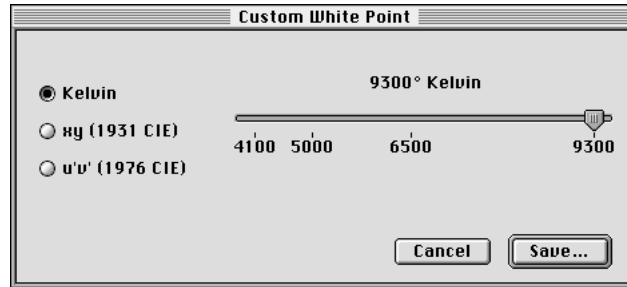 Custom White Point
9300° Kelvin
Kelvin
xy (1931 CIE)
u'v' (1976 CIE)
4100 5000 6500 9300
Cancel Save...